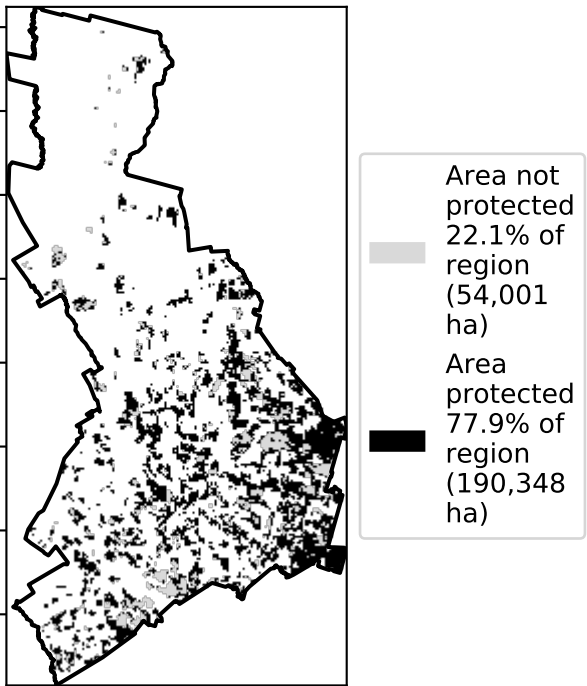 Area not
protected
22.1% of
region
(54,001
ha)
Area
protected
77.9% of
region
(190,348
ha)